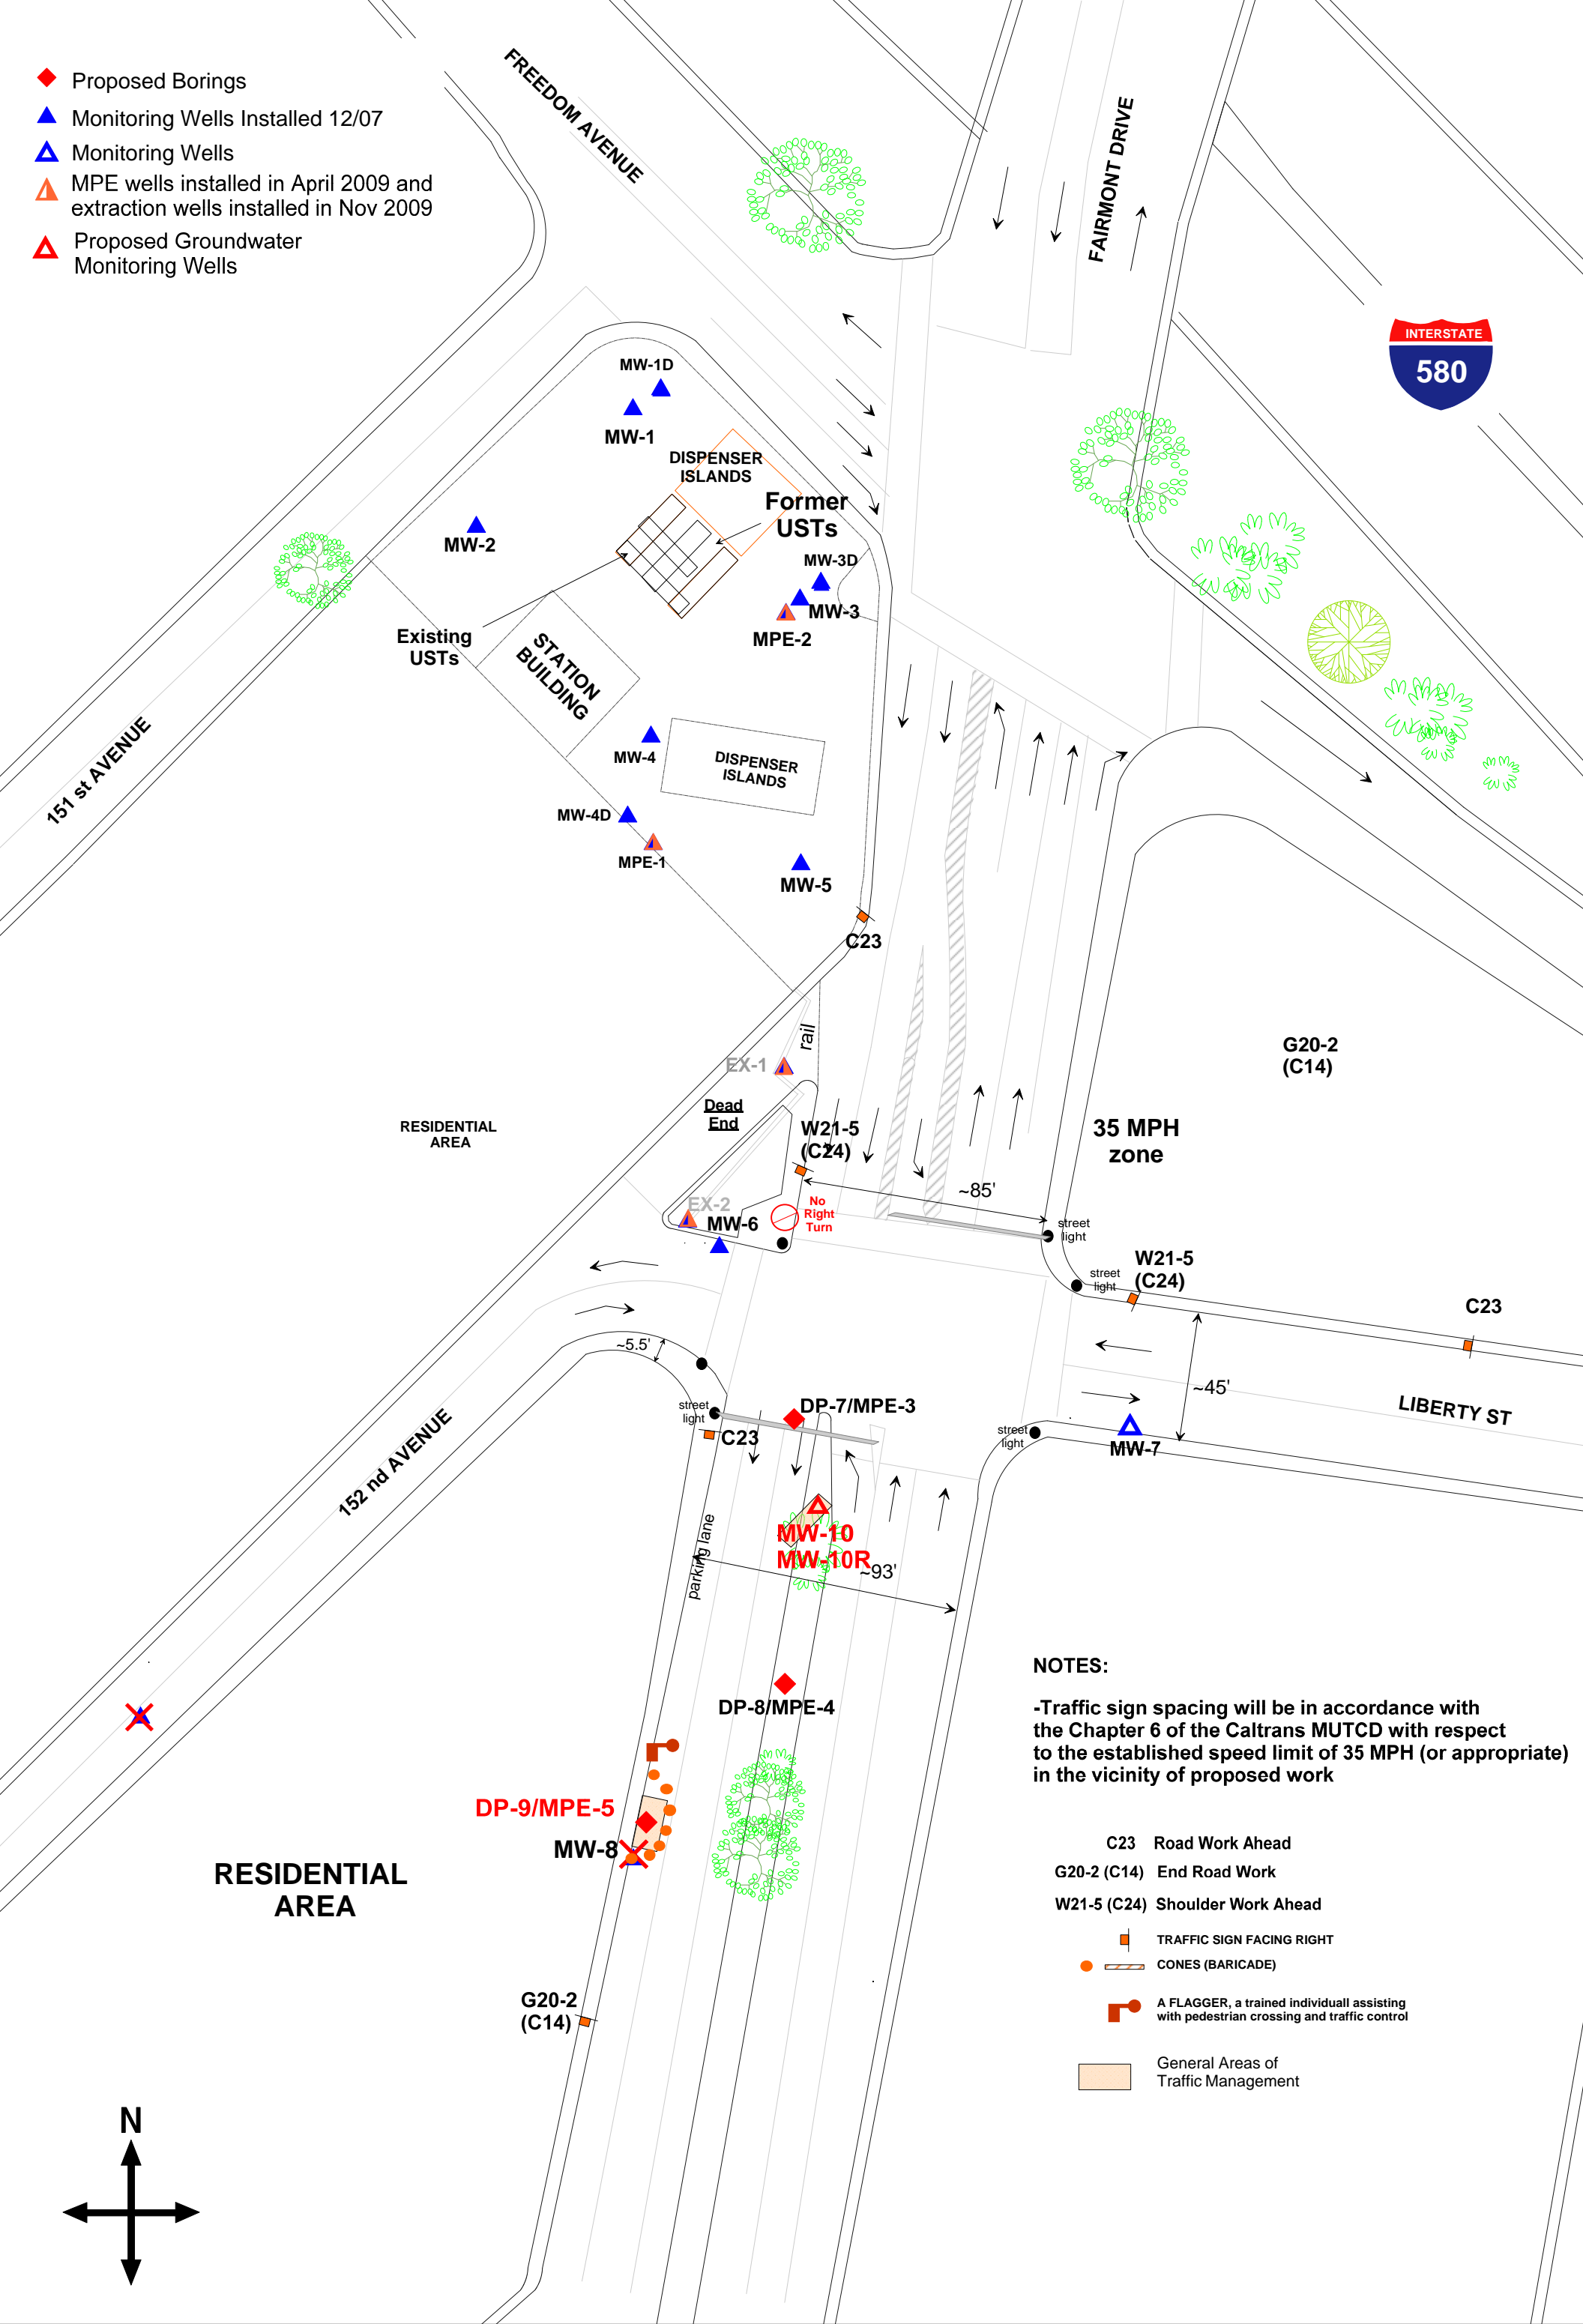 Proposed Borings
Monitoring Wells Installed 12/07
Monitoring Wells
MPE wells installed in April 2009 and
extraction wells installed in Nov 2009
Proposed Groundwater
Monitoring Wells
FREEDOM AVENUE
FAIRMONT DRIVE
INTERSTATE
580
MW-1D
MW-1
DISPENSER
ISLANDS
Former
USTs
MW-2
MW-3D
MW-3
MPE-2
Existing
USTs
STATION
BUILDING
151 st AVENUE
MW-4
DISPENSER
ISLANDS
MW-4D
MPE-1
MW-5
C23
rail
G20-2
(C14)
EX-1
Dead
End
RESIDENTIAL
AREA
W21-5
(C24)
35 MPH
zone
~85'
EX-2
MW-6
No
Right
Turn
street
light
street
light
W21-5
(C24)
C23
~5.5'
~45'
LIBERTY ST
street
light
DP-7/MPE-3
C23
street
light
MW-7
152 nd AVENUE
parking lane
MW-10
MW-10R
~93'
DP-8/MPE-4
NOTES:
-Traffic sign spacing will be in accordance with
the Chapter 6 of the Caltrans MUTCD with respect
to the established speed limit of 35 MPH (or appropriate)
in the vicinity of proposed work
DP-9/MPE-5
MW-8
RESIDENTIAL
AREA
C23 Road Work Ahead
G20-2 (C14) End Road Work
W21-5 (C24) Shoulder Work Ahead
TRAFFIC SIGN FACING RIGHT
CONES (BARICADE)
A FLAGGER, a trained individuall assisting
with pedestrian crossing and traffic control
General Areas of
Traffic Management
G20-2
(C14)
N